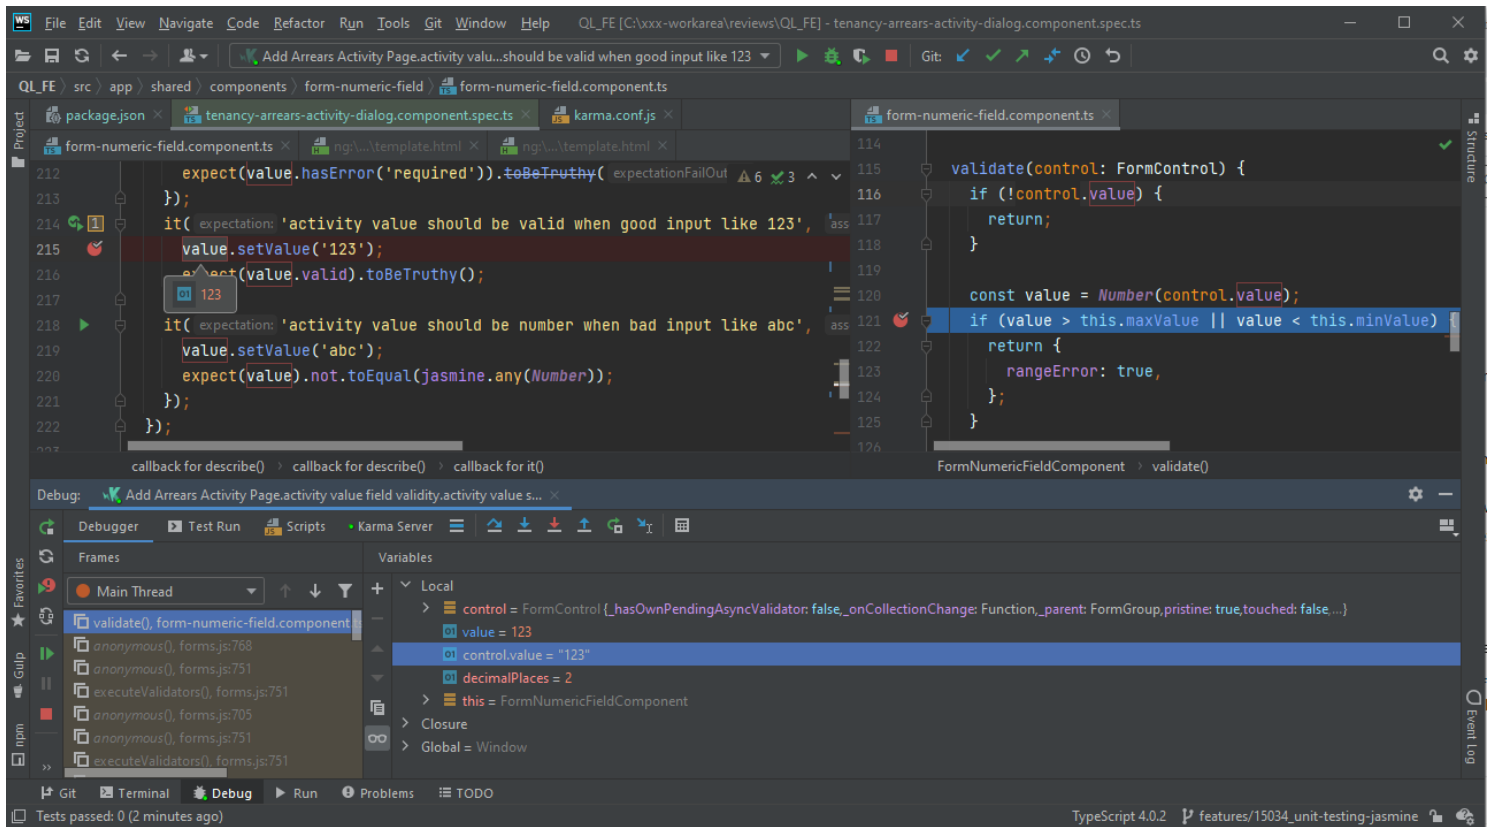 WS File Edit View Navigate Code Refactor Run Tools Git Window Help QL_FE [C:\xxx-workarea\reviews\QL_FE] - tenancy-arrears-activity-dialog.component.spec.ts
Add Arrears Activity Page.activity valu...should be valid when good input like 123 Git:
QL_FE src app shared components form-numeric-field form-numeric-field.component.ts
package.json tenancy-arrears-activity-dialog.component.spec.ts karma.conf.js
form-numeric-field.component.ts ng:\...\template.html ng:\...\template.html
212 expect(value.hasError('required')).toBeTruthy( expectationFailOut 6 3
213 });
214 1 it( expectation: 'activity value should be valid when good input like 123', ass
215 value.setValue('123');
216 expect(value.valid).toBeTruthy();
217 123
218 it( expectation: 'activity value should be number when bad input like abc', ass
219 value.setValue('abc');
220 expect(value).not.toEqual(jasmine.any(Number));
221 });
222 });
223
callback for describe() callback for describe() callback for it()
form-numeric-field.component.ts
114
115 validate(control: FormControl) {
116 if (!control.value) {
117 return;
118 }
119
120 const value = Number(control.value);
121 if (value > this.maxValue || value < this.minValue) {
122 return {
123 rangeError: true,
124 };
125 }
126
FormNumericFieldComponent validate()
Project
Structure
Debug: Add Arrears Activity Page.activity value field validity.activity value s...
Debugger Test Run Scripts Karma Server
Frames
Main Thread
validate(), form-numeric-field.component.ts
anonymous(), forms.js:768
anonymous(), forms.js:751
executeValidators(), forms.js:751
anonymous(), forms.js:705
anonymous(), forms.js:751
executeValidators(), forms.js:751
Variables
Local
control = FormControl {_hasOwnPendingAsyncValidator: false,_onCollectionChange: Function,_parent: FormGroup,pristine: true,touched: false,...}
01 value = 123
01 control.value = "123"
01 decimalPlaces = 2
this = FormNumericFieldComponent
Closure
Global = Window
Favorites
Gulp
npm
Event Log
Git Terminal Debug Run Problems TODO
Tests passed: 0 (2 minutes ago) TypeScript 4.0.2 features/15034_unit-testing-jasmine